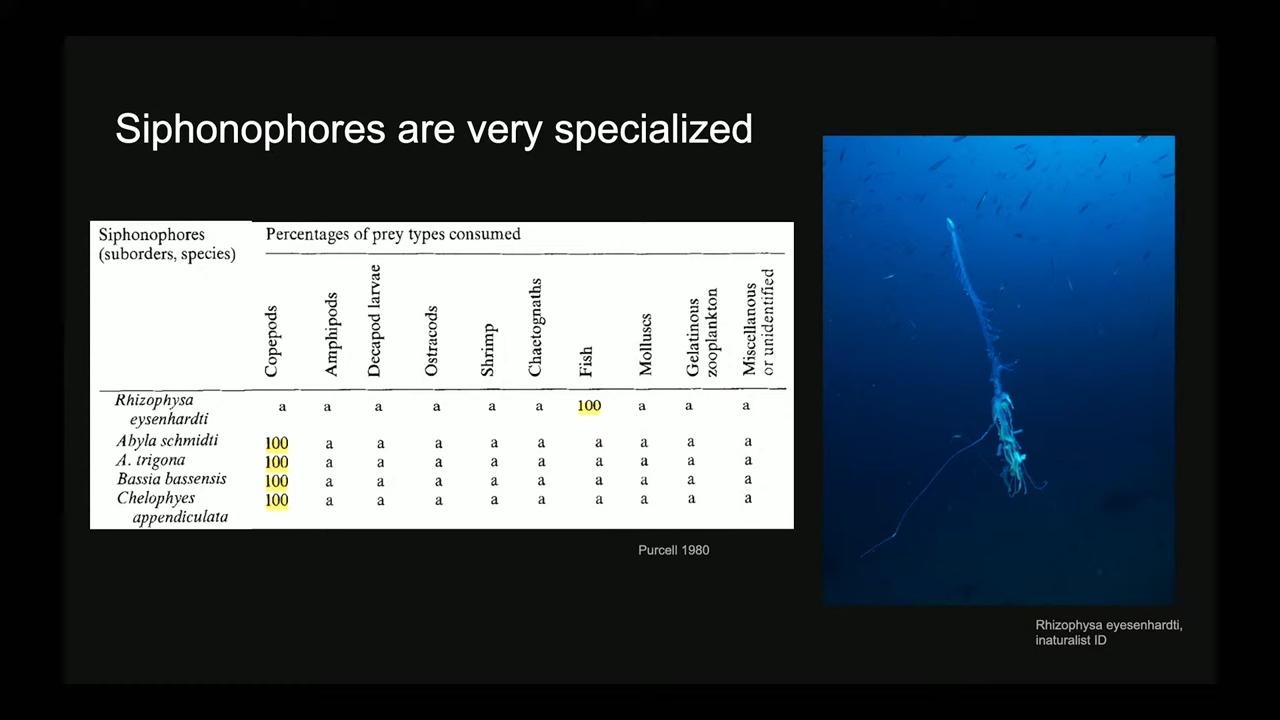 Siphonophores are very specialized
Siphonophores
(suborders, species)
Percentages of prey types consumed
Copepods
Amphipods
Decapod larvae
Ostracods
Shrimp
Chaetognaths
Fish
Molluscs
Gelatinous
zooplankton
Miscellanous
or unidentified
Rhizophysa
eysenhardti a a a a a a 100 a a a
Abyla schmidti 100 a a a a a a a a a
A. trigona 100 a a a a a a a a a
Bassia bassensis 100 a a a a a a a a a
Chelophyes 100 a a a a a a a a a
appendiculata
Purcell 1980
Rhizophysa eyesenhardti,
inaturalist ID